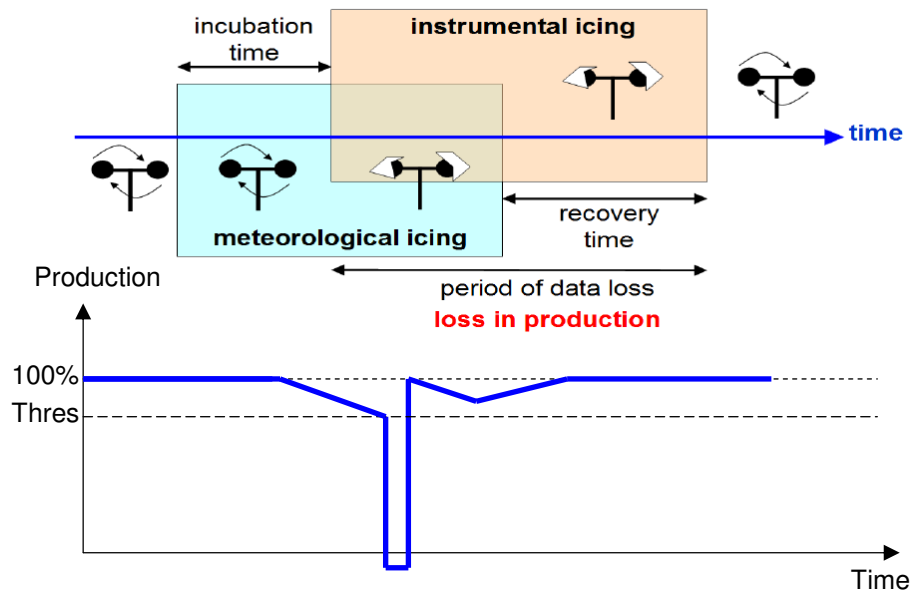 incubation
time
instrumental icing
time
meteorological icing
recovery
time
period of data loss
loss in production
Production
100%
Thres
Time